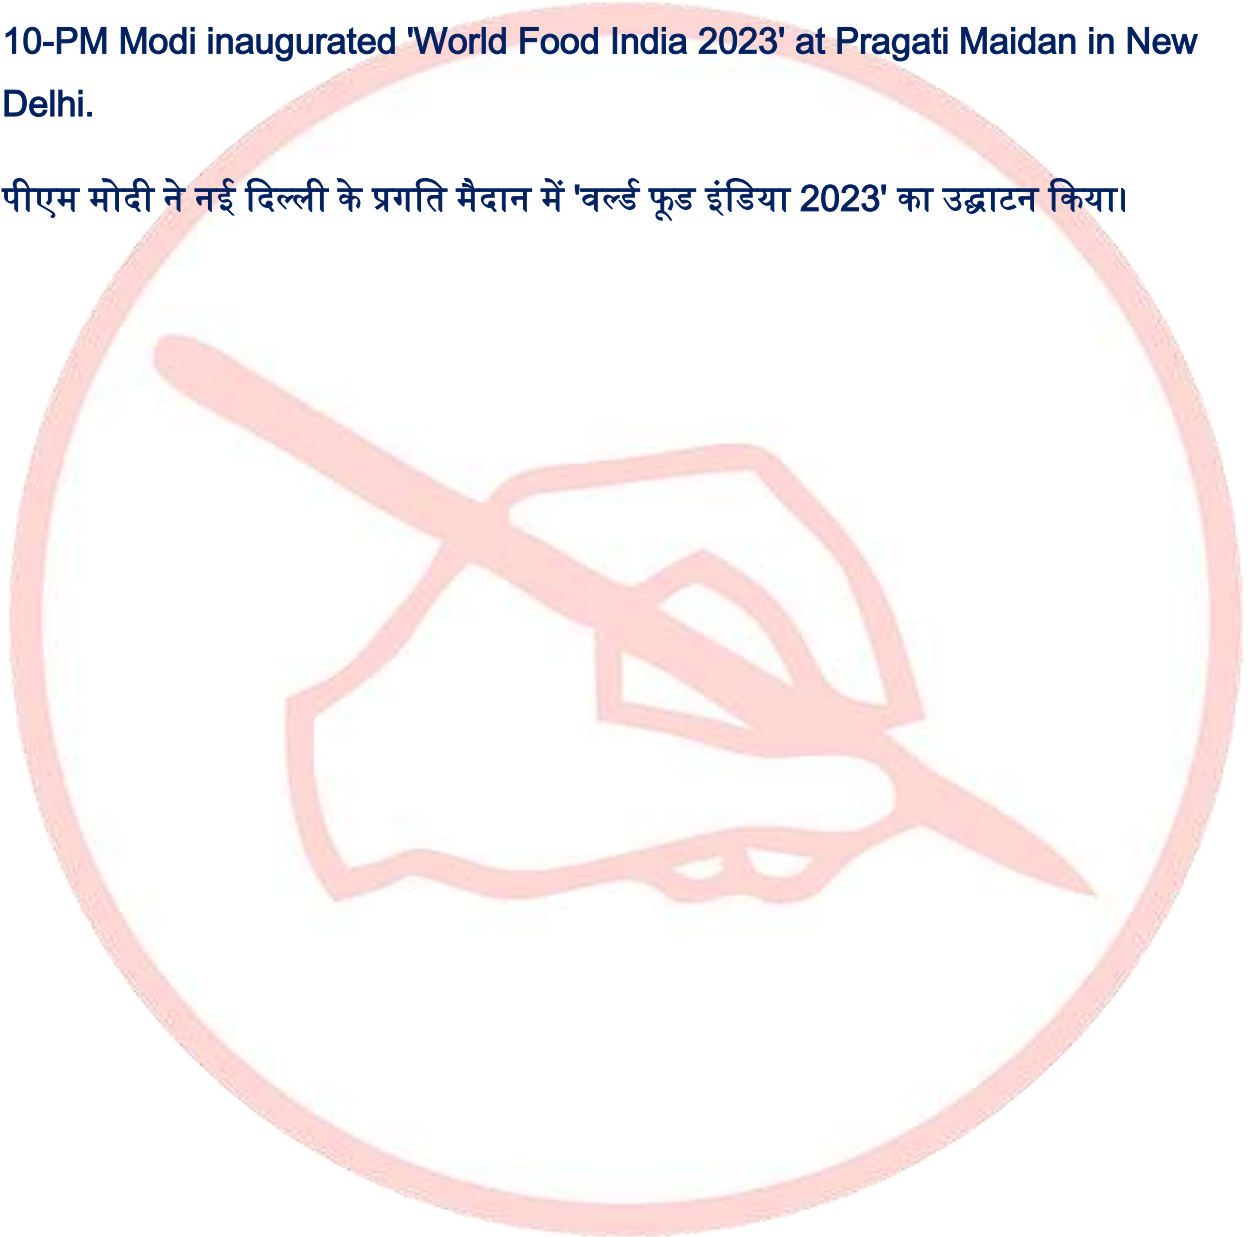 10-PM Modi inaugurated 'World Food India 2023' at Pragati Maidan in New
Delhi.
पीएम मोदी ने नई दिल्ली के प्रगति मैदान में 'वर्ल्ड फूड इंडिया 2023' का उद्घाटन किया।